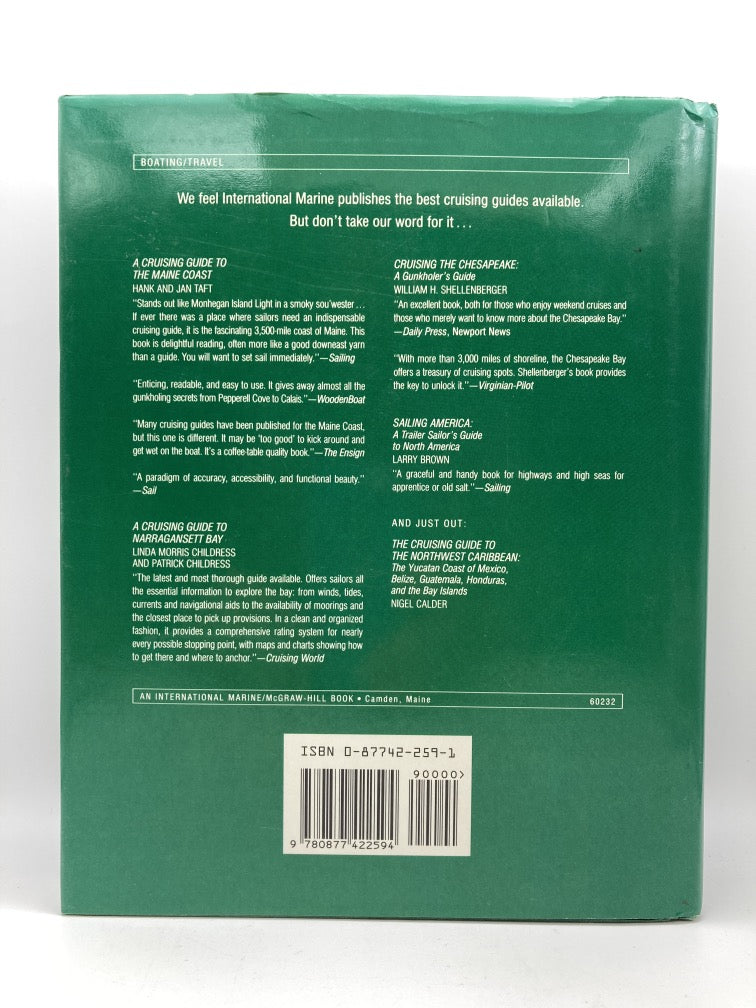 BOATING/TRAVEL
We feel International Marine publishes the best cruising guides available.
But don't take our word for it . . .
A CRUISING GUIDE TO
THE MAINE COAST
HANK AND JAN TAFT
"Stands out like Monhegan Island Light in a smoky sou'wester . . .
If ever there was a place where sailors need an indispensable
cruising guide, it is the fascinating 3,500-mile coast of Maine. This
book is delightful reading, often more like a good downeast yarn
than a guide. You will want to set sail immediately."—Sailing
"Enticing, readable, and easy to use. It gives away almost all the
gunkholing secrets from Pepperell Cove to Calais."—WoodenBoat
"Many cruising guides have been published for the Maine Coast,
but this one is different. It may be 'too good' to kick around and
get wet on the boat. It's a coffee-table quality book."—The Ensign
"A paradigm of accuracy, accessibility, and functional beauty."
—Sail
A CRUISING GUIDE TO
NARRAGANSETT BAY
LINDA MORRIS CHILDRESS
AND PATRICK CHILDRESS
"The latest and most thorough guide available. Offers sailors all
the essential information to explore the bay: from winds, tides,
currents and navigational aids to the availability of moorings and
the closest place to pick up provisions. In a clean and organized
fashion, it provides a comprehensive rating system for nearly
every possible stopping point, with maps and charts showing how
to get there and where to anchor."—Cruising World
CRUISING THE CHESAPEAKE:
A Gunkholer's Guide
WILLIAM H. SHELLENBERGER
"An excellent book, both for those who enjoy weekend cruises and
those who merely want to know more about the Chesapeake Bay."
—Daily Press, Newport News
"With more than 3,000 miles of shoreline, the Chesapeake Bay
offers a treasury of cruising spots. Shellenberger's book provides
the key to unlock it."—Virginian-Pilot
SAILING AMERICA:
A Trailer Sailor's Guide
to North America
LARRY BROWN
"A graceful and handy book for highways and high seas for
apprentice or old salt."—Sailing
AND JUST OUT:
THE CRUISING GUIDE TO
THE NORTHWEST CARIBBEAN:
The Yucatan Coast of Mexico,
Belize, Guatemala, Honduras,
and the Bay Islands
NIGEL CALDER
AN INTERNATIONAL MARINE/McGRAW-HILL BOOK • Camden, Maine 60232
ISBN 0-87742-259-1
90000>
9 780877 422594